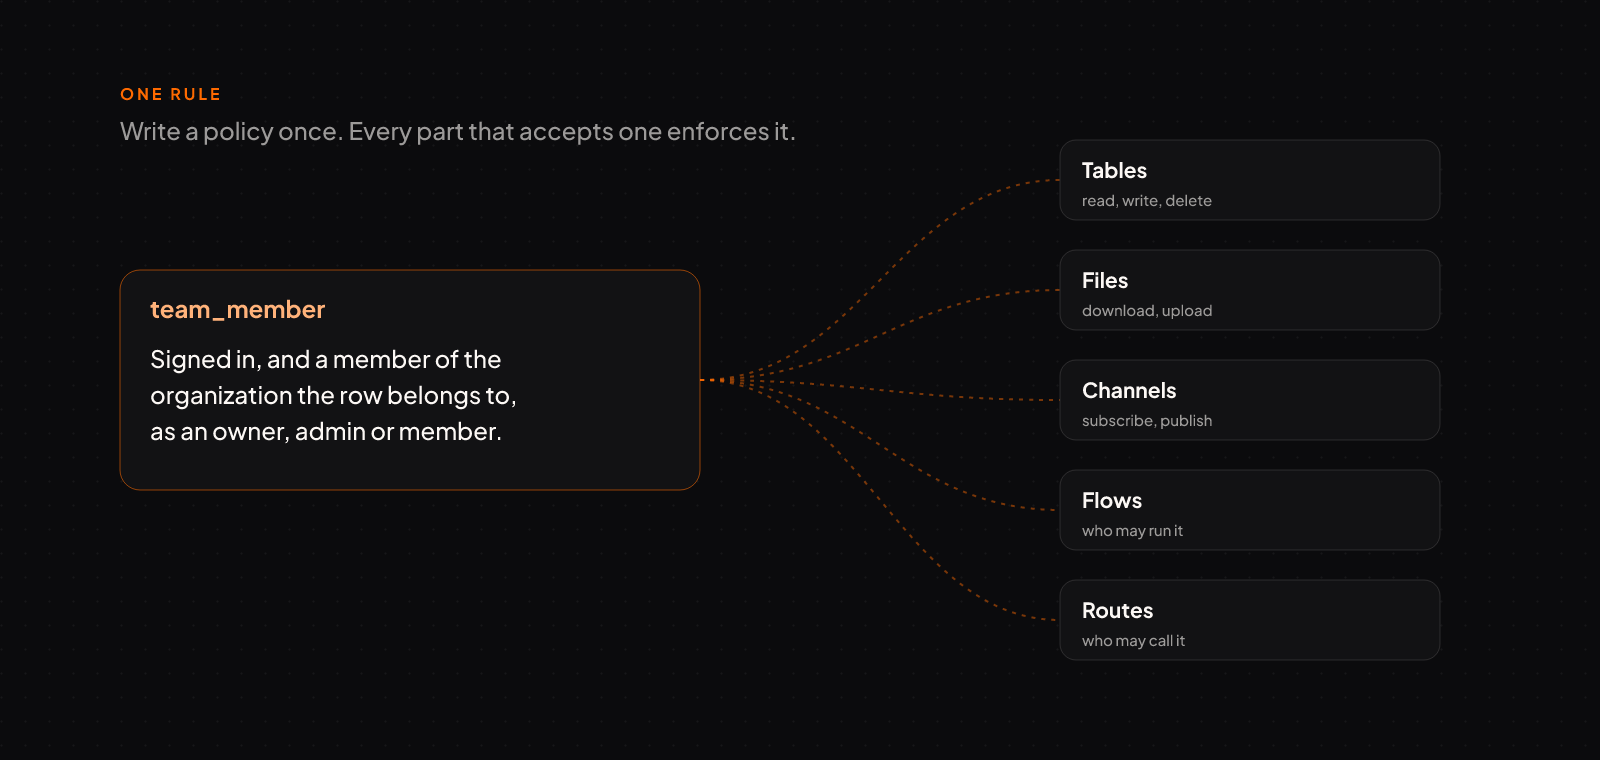 ONE RULE
Write a policy once. Every part that accepts one enforces it.
team_member
Signed in, and a member of the
organization the row belongs to,
as an owner, admin or member.
Tables
read, write, delete
Files
download, upload
Channels
subscribe, publish
Flows
who may run it
Routes
who may call it